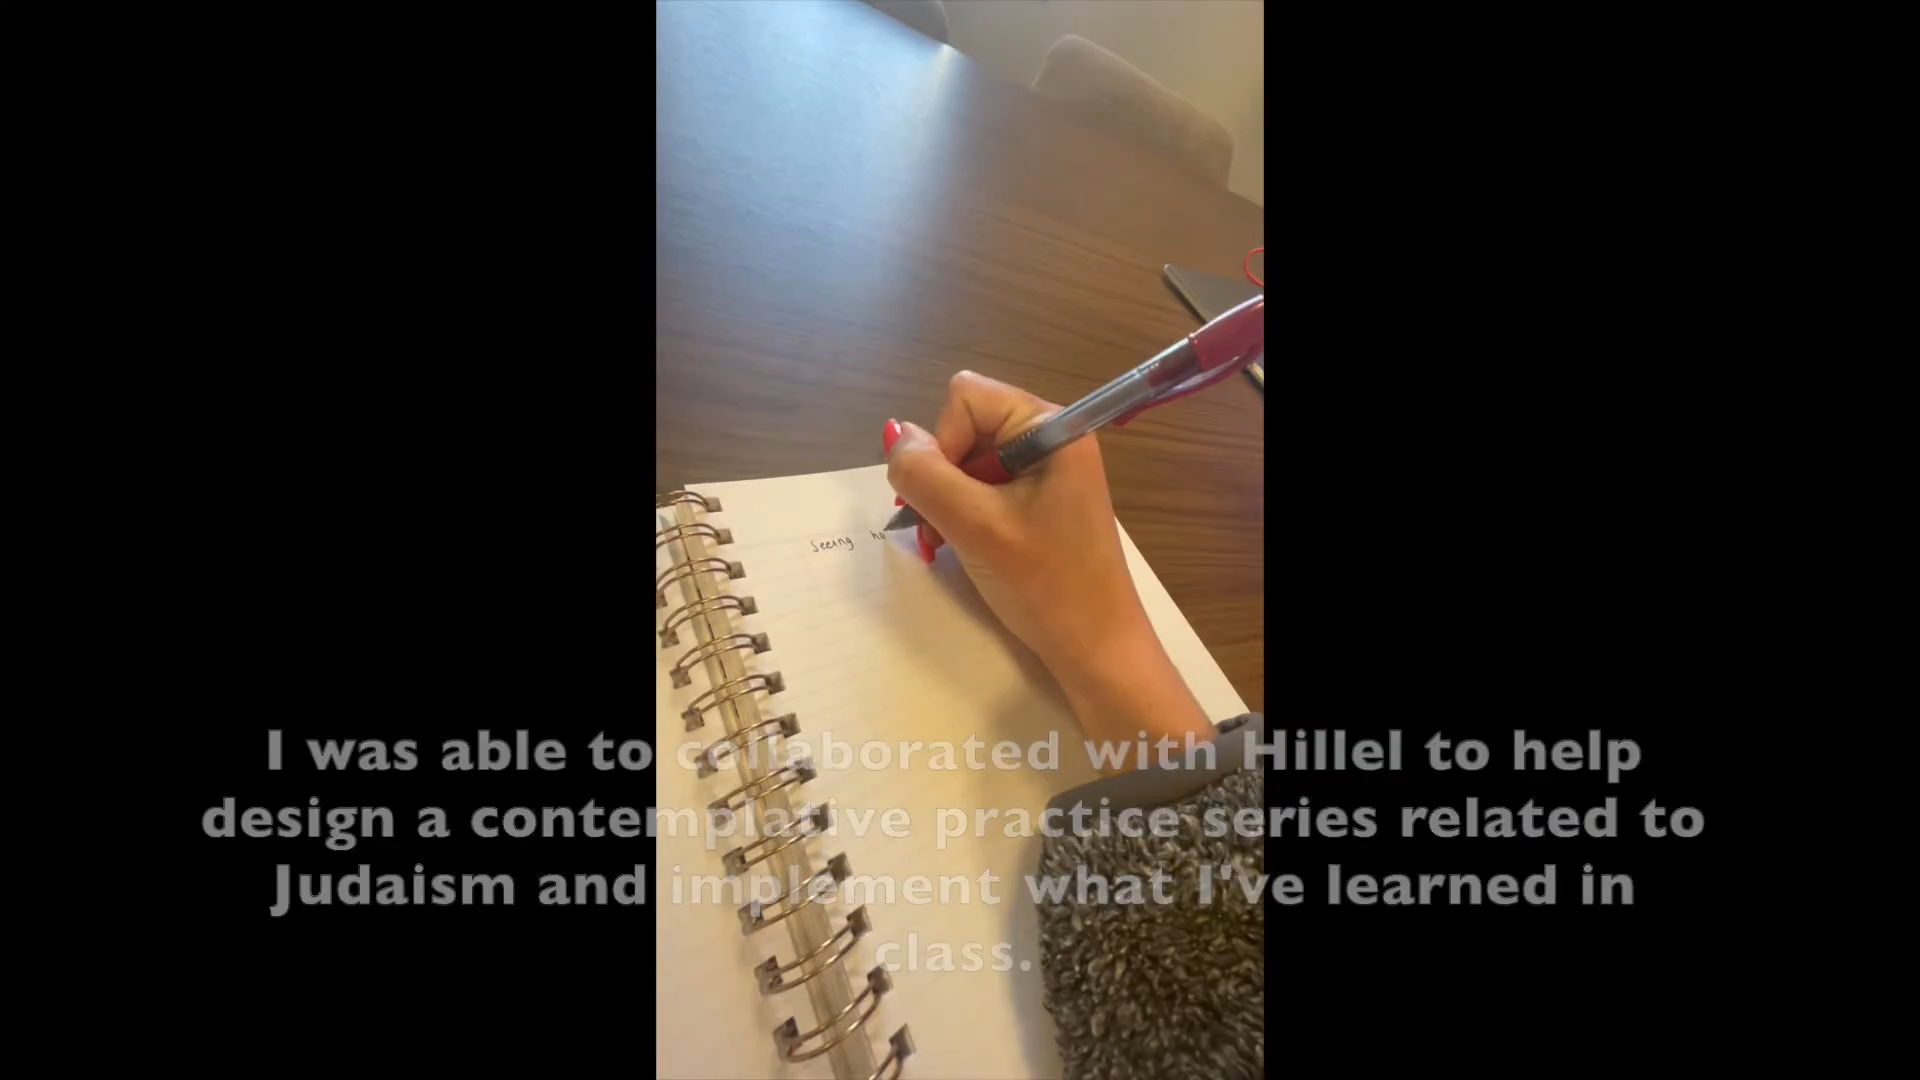 Seeing ho
I was able to collaborated with Hillel to help
design a contemplative practice series related to
Judaism and implement what I've learned in
class.